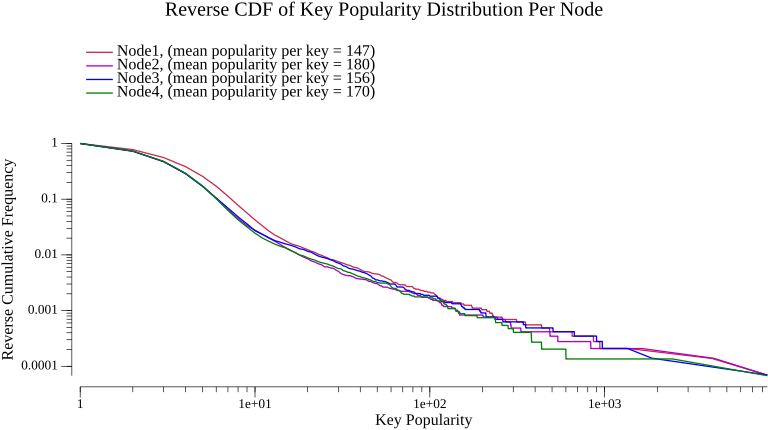 Reverse CDF of Key Popularity Distribution Per Node
Node1, (mean popularity per key = 147)
Node2, (mean popularity per key = 180)
Node3, (mean popularity per key = 156)
Node4, (mean popularity per key = 170)
Reverse Cumulative Frequency
1
0.1
0.01
0.001
0.0001
1
1e+01
1e+02
1e+03
Key Popularity